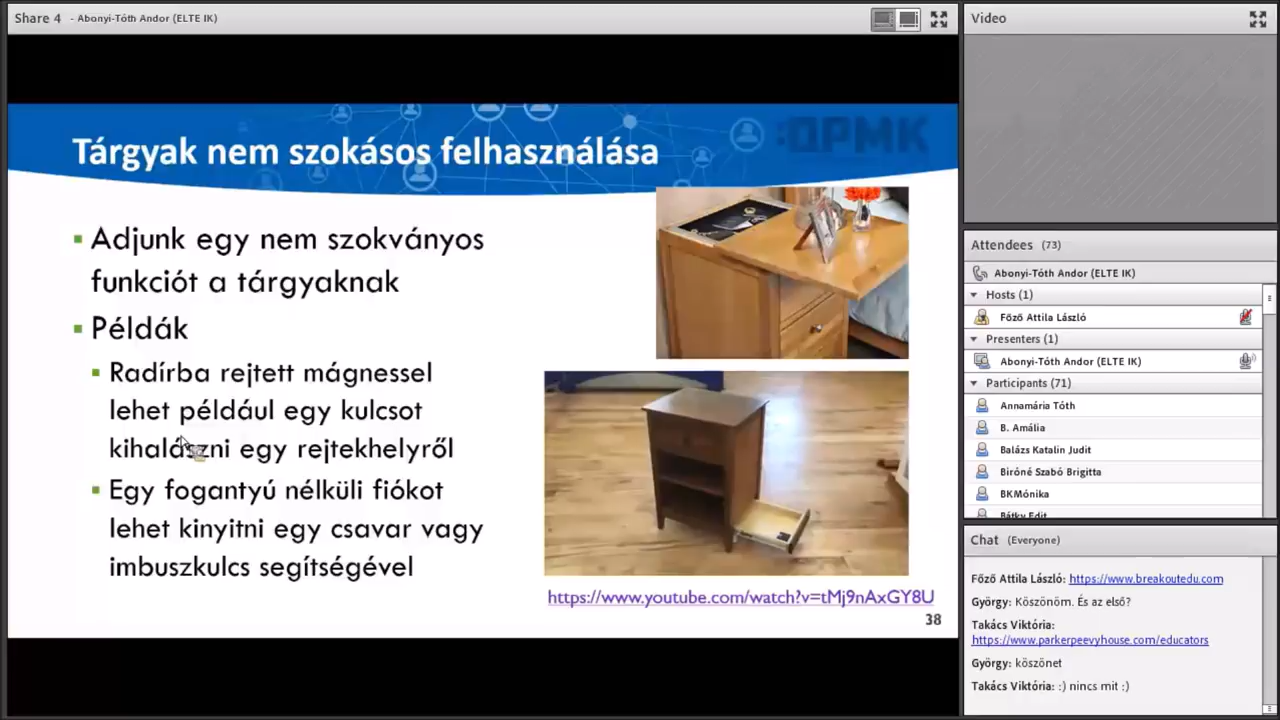 Share 4 - Abonyi-Tóth Andor (ELTE IK)
:OPMK
Tárgyak nem szokásos felhasználása
Adjunk egy nem szokványos
funkciót a tárgyaknak
Példák
Radírba rejtett mágnessel
lehet például egy kulcsot
kihalászni egy rejtekhelyről
Egy fogantyú nélküli fiókot
lehet kinyitni egy csavar vagy
imbuszkulcs segítségével
https://www.youtube.com/watch?v=tMj9nAxGY8U
38
Video
Attendees (73)
Abonyi-Tóth Andor (ELTE IK)
Hosts (1)
Főző Attila László
Presenters (1)
Abonyi-Tóth Andor (ELTE IK)
Participants (71)
Annamária Tóth
B. Amália
Balázs Katalin Judit
Biróné Szabó Brigitta
BKMónika
Bátky Edit
Chat (Everyone)
Főző Attila László: https://www.breakoutedu.com
György: Köszönöm. És az első?
Takács Viktória:
https://www.parkerpeevyhouse.com/educators
György: köszönet
Takács Viktória: :) nincs mit :)